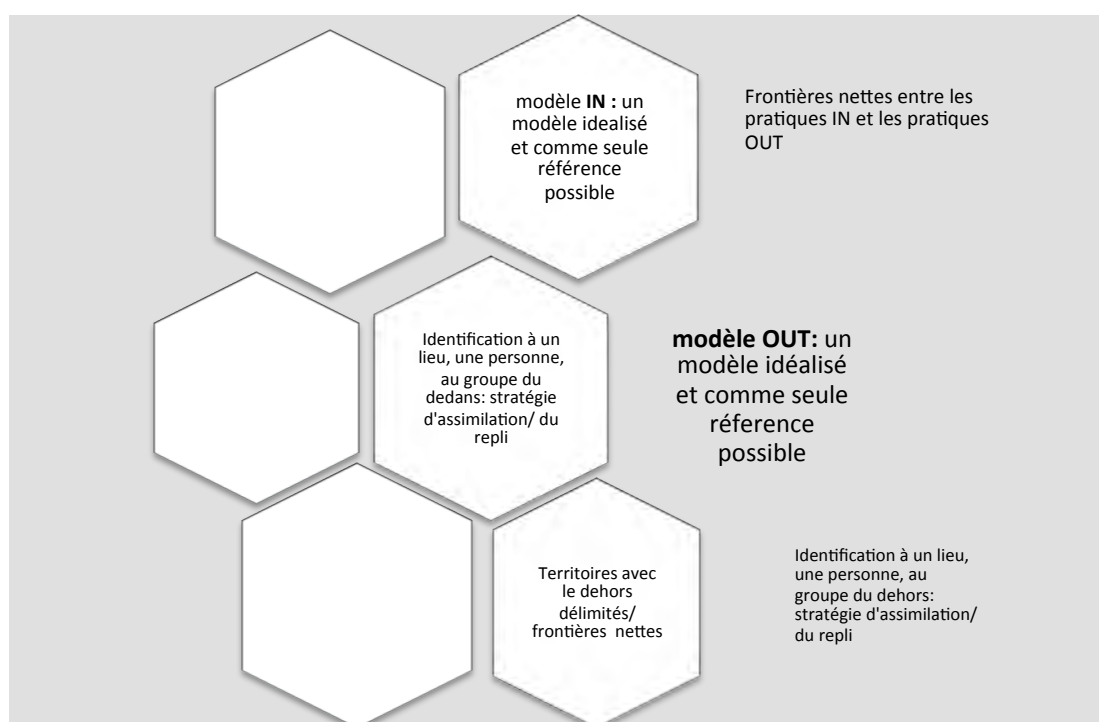 modèle IN : un
modèle idealisé
et comme seule
référence
possible
Frontières nettes entre les
pratiques IN et les pratiques
OUT
Identification à un
lieu, une personne,
au groupe du
dedans: stratégie
d'assimilation/ du
repli
modèle OUT: un
modèle idéalisé
et comme seule
réference
possible
Territoires avec
le dehors
délimités/
frontières nettes
Identification à un lieu,
une personne, au
groupe du dehors:
stratégie d'assimilation/
du repli